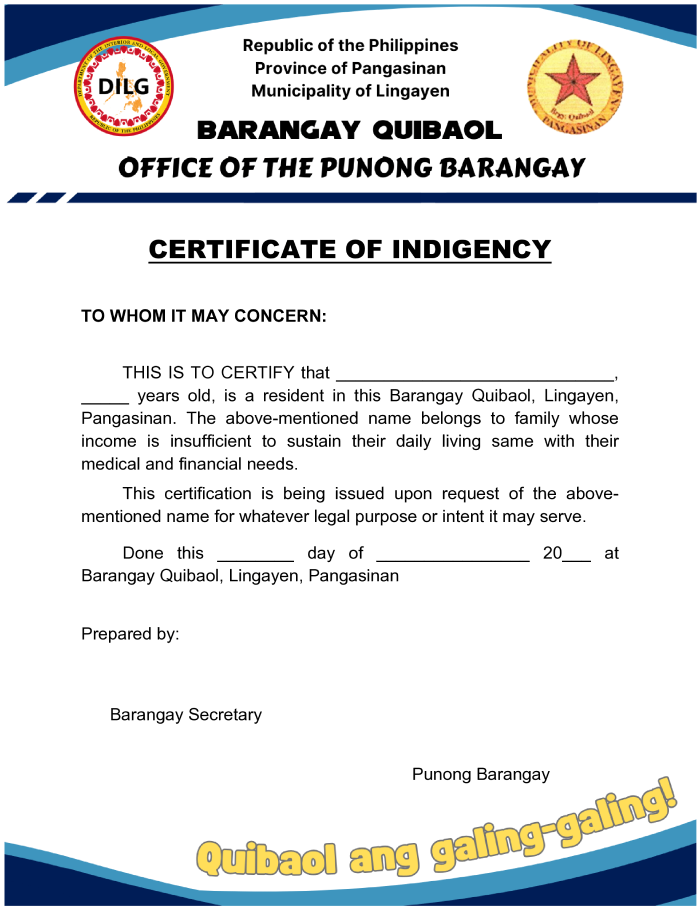 Republic of the Philippines
Province of Pangasinan
Municipality of Lingayen
DEPARTMENT OF THE INTERIOR AND LOCAL GOVERNMENT
DILG
REPUBLIC OF THE PHILIPPINES
MUNICIPALITY OF LINGAYEN
Brgy. Quibaol
PANGASINAN
BARANGAY QUIBAOL
OFFICE OF THE PUNONG BARANGAY
CERTIFICATE OF INDIGENCY
TO WHOM IT MAY CONCERN:
THIS IS TO CERTIFY that ______________________________,
_____ years old, is a resident in this Barangay Quibaol, Lingayen,
Pangasinan. The above-mentioned name belongs to family whose
income is insufficient to sustain their daily living same with their
medical and financial needs.
This certification is being issued upon request of the above-
mentioned name for whatever legal purpose or intent it may serve.
Done this ________ day of ________________ 20___ at
Barangay Quibaol, Lingayen, Pangasinan
Prepared by:
Barangay Secretary
Punong Barangay
Quibaol ang galing-galing!